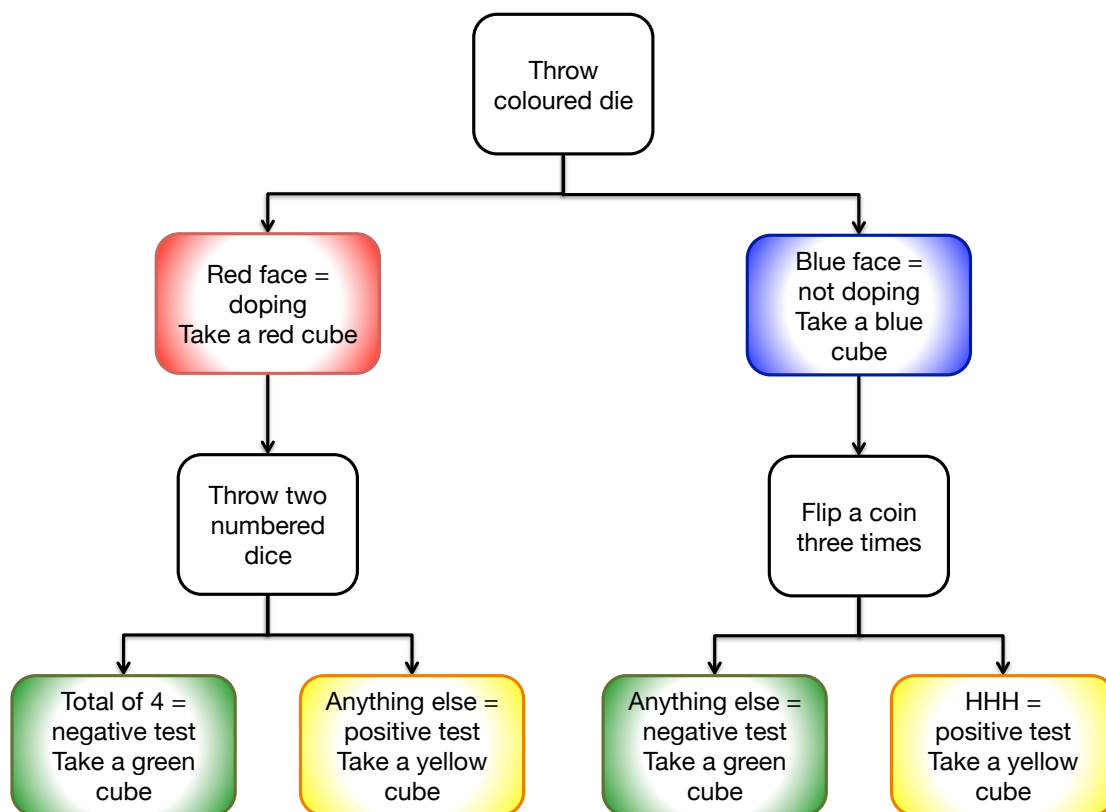 Throw
coloured die
Red face =
doping
Take a red cube
Blue face =
not doping
Take a blue
cube
Throw two
numbered
dice
Flip a coin
three times
Total of 4 =
negative test
Take a green
cube
Anything else =
positive test
Take a yellow
cube
Anything else =
negative test
Take a green
cube
HHH =
positive test
Take a yellow
cube